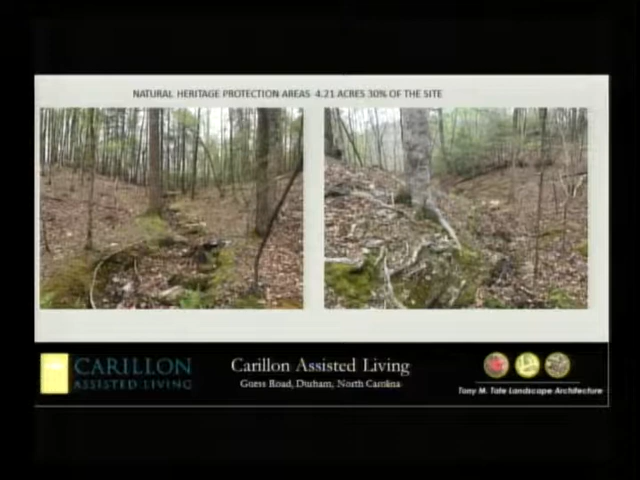 NATURAL HERITAGE PROTECTION AREAS 4.21 ACRES 30% OF THE SITE
CARILLON
ASSISTED LIVING
Carillon Assisted Living
Guess Road, Durham, North Carolina
Tony M. Tate Landscape Architecture